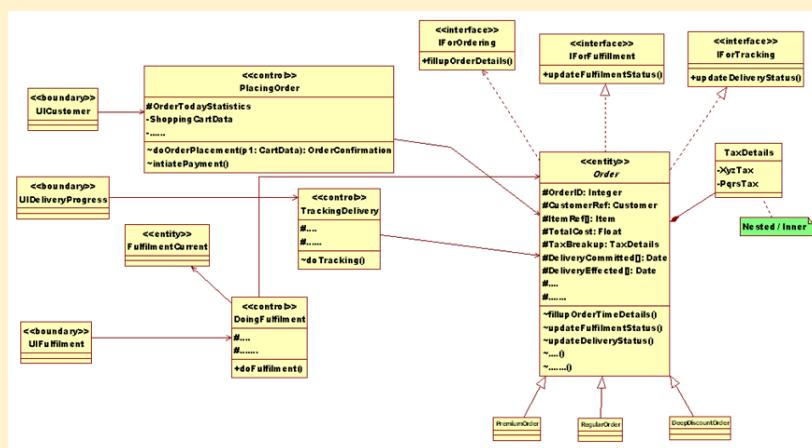 <<interface>>
IForOrdering
+fillupOrderDetails()
<<interface>>
IForFulfillment
+updateFulfilmentStatus()
<<interface>>
IForTracking
+updateDeliveryStatus()
<<control>>
PlacingOrder
#OrderTodayStatistics
-ShoppingCartData
-......
~doOrderPlacement(p1: CartData): OrderConfirmation
~intiatePayment()
<<boundary>>
UICustomer
<<boundary>>
UIDeliveryProgress
<<control>>
TrackingDelivery
#....
#......
~doTracking()
<<entity>>
FulfilmentCurrent
<<control>>
DoingFulfilment
#....
#.......
+doFulfilment()
<<boundary>>
UIFulfilment
<<entity>>
Order
#OrderID: Integer
#CustomerRef: Customer
#ItemRef[]: Item
#TotalCost: Float
#TaxBreakup: TaxDetails
#DeliveryCommitted[]: Date
#DeliveryEffected[]: Date
#....
#.......
~fillupOrderTimeDetails()
~updateFulfilmentStatus()
~updateDeliveryStatus()
~....()
~.......()
TaxDetails
-XyzTax
-PqrsTax
Nested / Inner
PremiumOrder
RegularOrder
DeepDiscountOrder